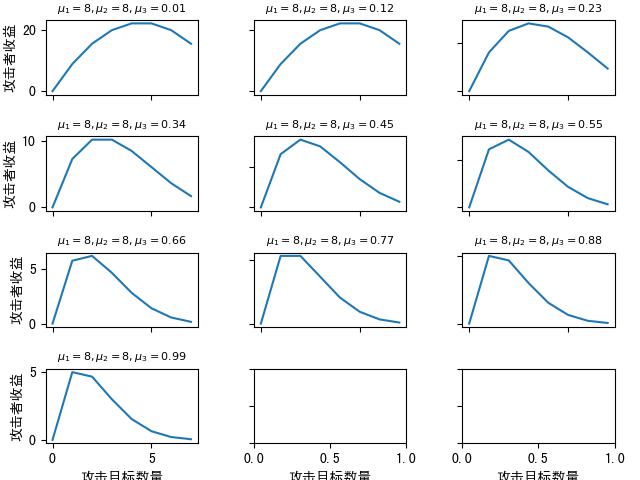 μ₁ = 8, μ₂ = 8, μ₃ = 0.01
μ₁ = 8, μ₂ = 8, μ₃ = 0.12
μ₁ = 8, μ₂ = 8, μ₃ = 0.23
20
0
攻击者收益
μ₁ = 8, μ₂ = 8, μ₃ = 0.34
μ₁ = 8, μ₂ = 8, μ₃ = 0.45
μ₁ = 8, μ₂ = 8, μ₃ = 0.55
10
0
攻击者收益
μ₁ = 8, μ₂ = 8, μ₃ = 0.66
μ₁ = 8, μ₂ = 8, μ₃ = 0.77
μ₁ = 8, μ₂ = 8, μ₃ = 0.88
5
0
攻击者收益
μ₁ = 8, μ₂ = 8, μ₃ = 0.99
5
0
攻击者收益
0 5
0.0 0.5 1.0
0.0 0.5 1.0
攻击目标数量
攻击目标数量
攻击目标数量